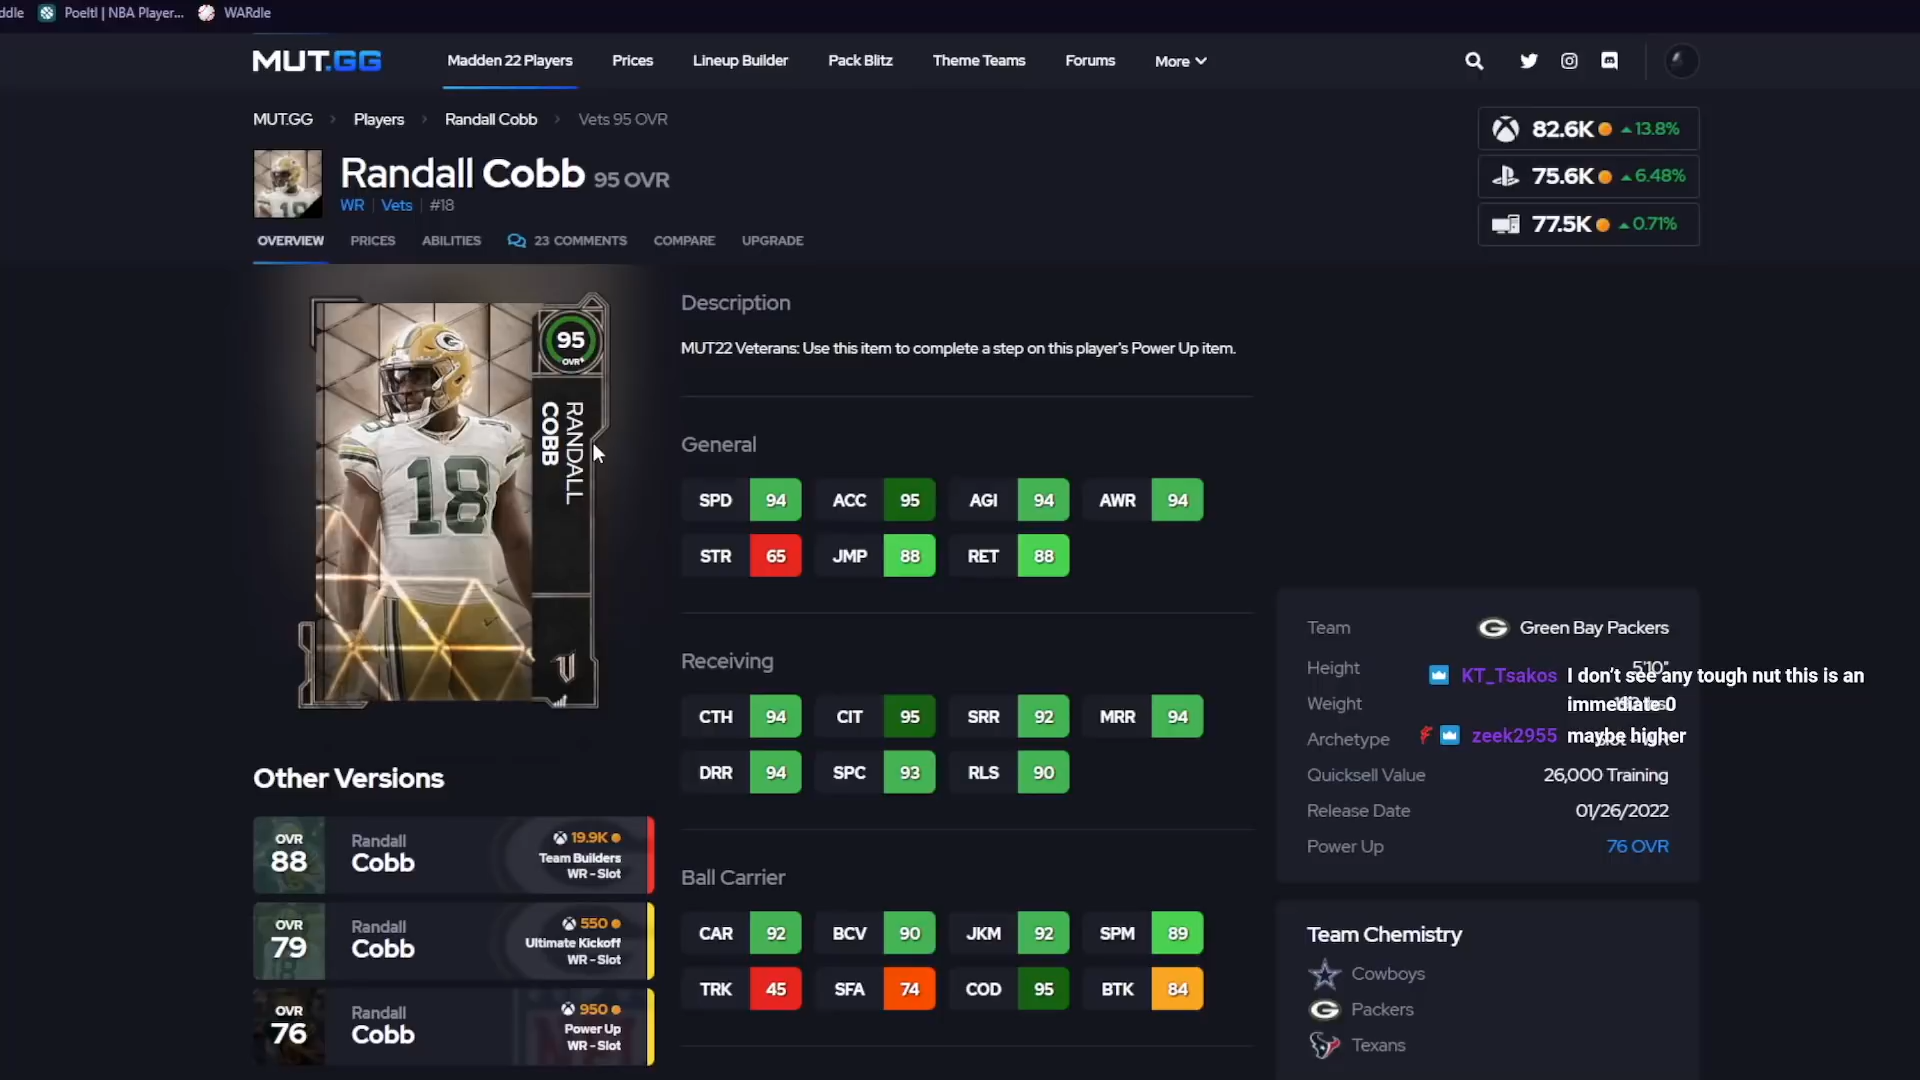 ddle Poeltl | NBA Player... WARdle
MUT.GG Madden 22 Players Prices Lineup Builder Pack Blitz Theme Teams Forums More
MUT.GG Players Randall Cobb Vets 95 OVR
Randall Cobb 95 OVR
WR Vets #18
82.6K 13.8%
75.6K 6.48%
77.5K 0.71%
OVERVIEW PRICES ABILITIES 23 COMMENTS COMPARE UPGRADE
95
OVR
RANDALL
COBB
18
Description
MUT22 Veterans: Use this item to complete a step on this player's Power Up item.
General
SPD 94 ACC 95 AGI 94 AWR 94
STR 65 JMP 88 RET 88
Receiving
CTH 94 CIT 95 SRR 92 MRR 94
DRR 94 SPC 93 RLS 90
Ball Carrier
CAR 92 BCV 90 JKM 92 SPM 89
TRK 45 SFA 74 COD 95 BTK 84
Other Versions
OVR 88 Randall Cobb 19.9K Team Builders WR - Slot
OVR 79 Randall Cobb 550 Ultimate Kickoff WR - Slot
OVR 76 Randall Cobb 950 Power Up WR - Slot
Team Green Bay Packers
Height 5'10"
KT_Tsakos I don't see any tough nut this is an
immediate 0
Weight
Archetype
zeek2955 maybe higher
Quicksell Value 26,000 Training
Release Date 01/26/2022
Power Up 76 OVR
Team Chemistry
Cowboys
Packers
Texans